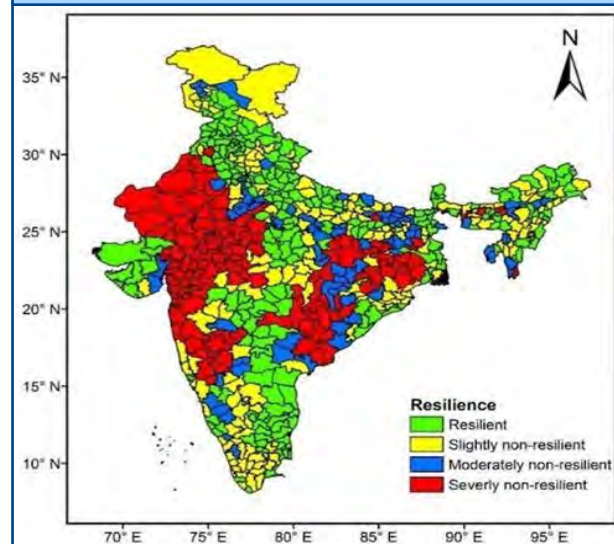 N
35° N
30° N
25° N
20° N
15° N
10° N
Resilience
Resilient
Slightly non-resilient
Moderately non-resilient
Severly non-resilient
70° E 75° E 80° E 85° E 90° E 95° E